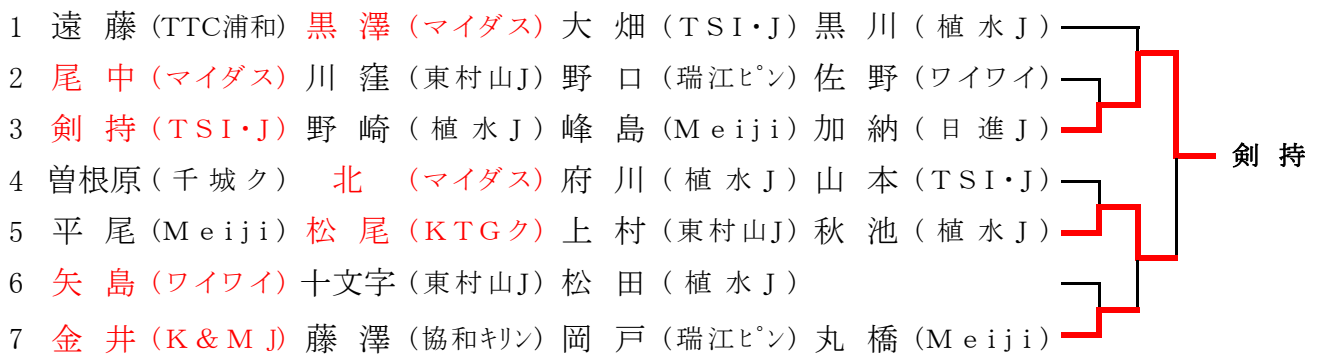 1 遠 藤 (TTC浦和) 黒 澤 (マイダス) 大 畑 (TSI・J) 黒 川 (植水J)
2 尾 中 (マイダス) 川 窪 (東村山J) 野 口 (瑞江ピン) 佐 野 (ワイワイ)
3 剣 持 (TSI・J) 野 崎 (植水J) 峰 島 (Meiji) 加 納 (日進J)
剣 持
4 曽根原 (千城ク) 北 (マイダス) 府 川 (植水J) 山 本 (TSI・J)
5 平 尾 (Meiji) 松 尾 (KTGク) 上 村 (東村山J) 秋 池 (植水J)
6 矢 島 (ワイワイ) 十文字 (東村山J) 松 田 (植水J)
7 金 井 (K&MJ) 藤 澤 (協和キリン) 岡 戸 (瑞江ピン) 丸 橋 (Meiji)